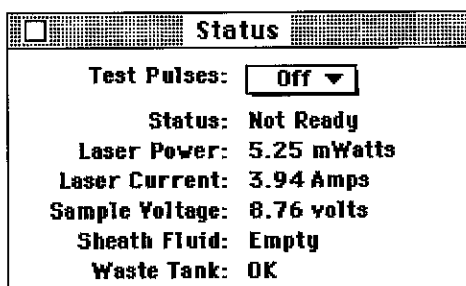 Status
Test Pulses: Off
Status: Not Ready
Laser Power: 5.25 mWatts
Laser Current: 3.94 Amps
Sample Voltage: 8.76 volts
Sheath Fluid: Empty
Waste Tank: OK